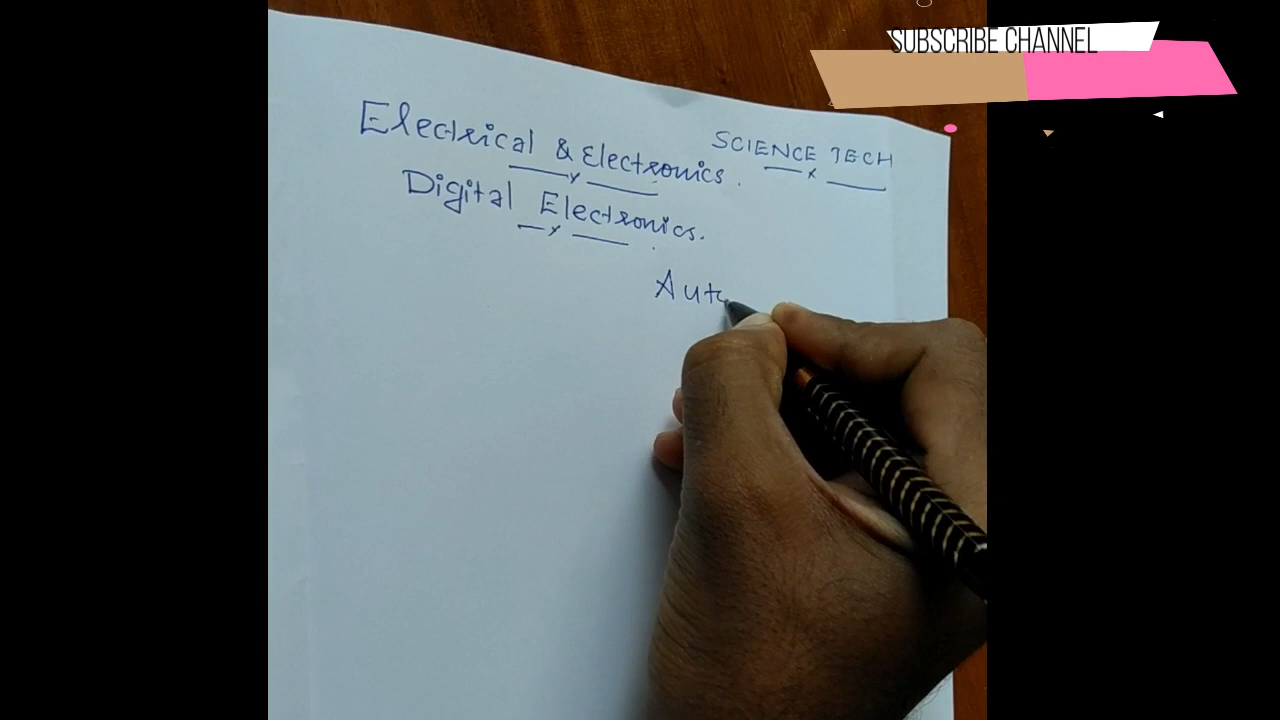 SUBSCRIBE CHANNEL
Electrical & Electronics.
SCIENCE TECH
Digital Electronics.
Aut